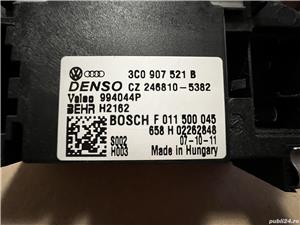 3C0 907 521 B
DENSO CZ 246810-5382
Valeo 994044P
BEHR H2162
BOSCH F 011 500 045
658 H 02262848
S002 07-10-11
H003 Made in Hungary
publi24.ro